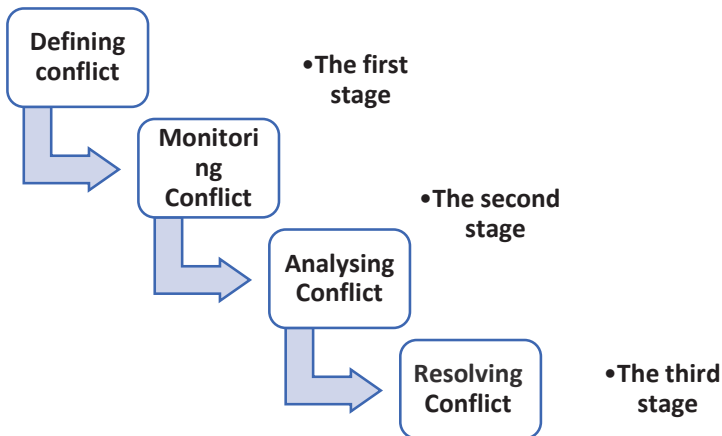 Defining
conflict
•The first
stage
Monitori
ng
Conflict
•The second
stage
Analysing
Conflict
Resolving
Conflict
•The third
stage